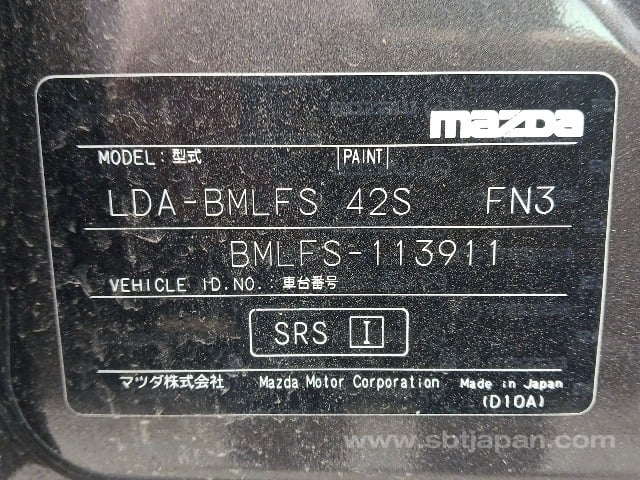 mazda
MODEL : 型式 PAINT
LDA-BMLFS 42S FN3
BMLFS-113911
VEHICLE ID.NO. : 車台番号
SRS I
マツダ株式会社 Mazda Motor Corporation Made in Japan
(D10A)
www.sbtjapan.com